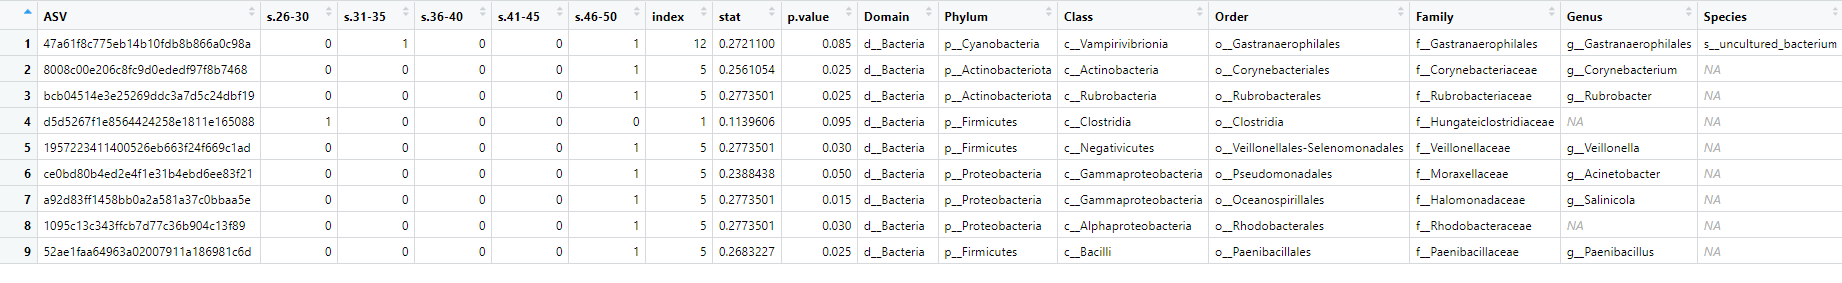 ASV s.26-30 s.31-35 s.36-40 s.41-45 s.46-50 index stat p.value Domain Phylum Class Order Family Genus Species
1 47a61f8c775eb14b10fdb8b866a0c98a 0 1 0 0 1 12 0.2721100 0.085 d__Bacteria p__Cyanobacteria c__Vampirivibrionia o__Gastranaerophilales f__Gastranaerophilales g__Gastranaerophilales s__uncultured_bacterium
2 8008c00e206c8fc9d0ededf97f8b7468 0 0 0 0 1 5 0.2561054 0.025 d__Bacteria p__Actinobacteriota c__Actinobacteria o__Corynebacteriales f__Corynebacteriaceae g__Corynebacterium NA
3 bcb04514e3e25269ddc3a7d5c24dbf19 0 0 0 0 1 5 0.2773501 0.025 d__Bacteria p__Actinobacteriota c__Rubrobacteria o__Rubrobacterales f__Rubrobacteriaceae g__Rubrobacter NA
4 d5d5267f1e8564424258e1811e165088 1 0 0 0 0 1 0.1139606 0.095 d__Bacteria p__Firmicutes c__Clostridia o__Clostridia f__Hungateiclostridiaceae NA NA
5 1957223411400526eb663f24f669c1ad 0 0 0 0 1 5 0.2773501 0.030 d__Bacteria p__Firmicutes c__Negativicutes o__Veillonellales-Selenomonadales f__Veillonellaceae g__Veillonella NA
6 ce0bd80b4ed2e4f1e31b4ebd6ee83f21 0 0 0 0 1 5 0.2388438 0.050 d__Bacteria p__Proteobacteria c__Gammaproteobacteria o__Pseudomonadales f__Moraxellaceae g__Acinetobacter NA
7 a92d83ff1458bb0a2a581a37c0bbaa5e 0 0 0 0 1 5 0.2773501 0.015 d__Bacteria p__Proteobacteria c__Gammaproteobacteria o__Oceanospirillales f__Halomonadaceae g__Salinicola NA
8 1095c13c343ffcb7d77c36b904c13f89 0 0 0 0 1 5 0.2773501 0.030 d__Bacteria p__Proteobacteria c__Alphaproteobacteria o__Rhodobacterales f__Rhodobacteraceae NA NA
9 52ae1faa64963a02007911a186981c6d 0 0 0 0 1 5 0.2683227 0.025 d__Bacteria p__Firmicutes c__Bacilli o__Paenibacillales f__Paenibacillaceae g__Paenibacillus NA